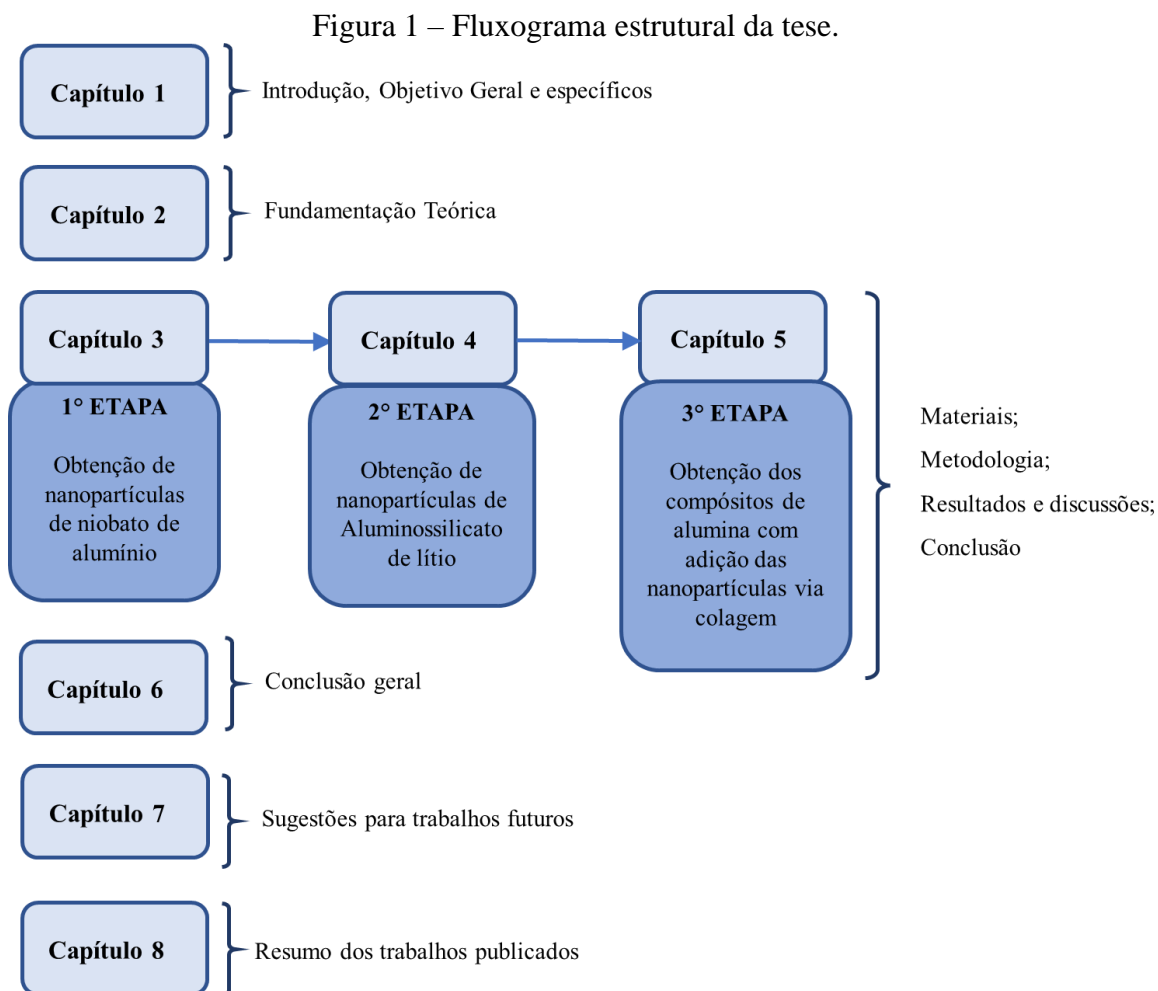 Figura 1 – Fluxograma estrutural da tese.
Capítulo 1
Introdução, Objetivo Geral e específicos
Capítulo 2
Fundamentação Teórica
Capítulo 3
1° ETAPA
Obtenção de
nanopartículas
de niobato de
alumínio
Capítulo 4
2° ETAPA
Obtenção de
nanopartículas de
Aluminossilicato
de lítio
Capítulo 5
3° ETAPA
Obtenção dos
compósitos de
alumina com
adição das
nanopartículas via
colagem
Materiais;
Metodologia;
Resultados e discussões;
Conclusão
Capítulo 6
Conclusão geral
Capítulo 7
Sugestões para trabalhos futuros
Capítulo 8
Resumo dos trabalhos publicados